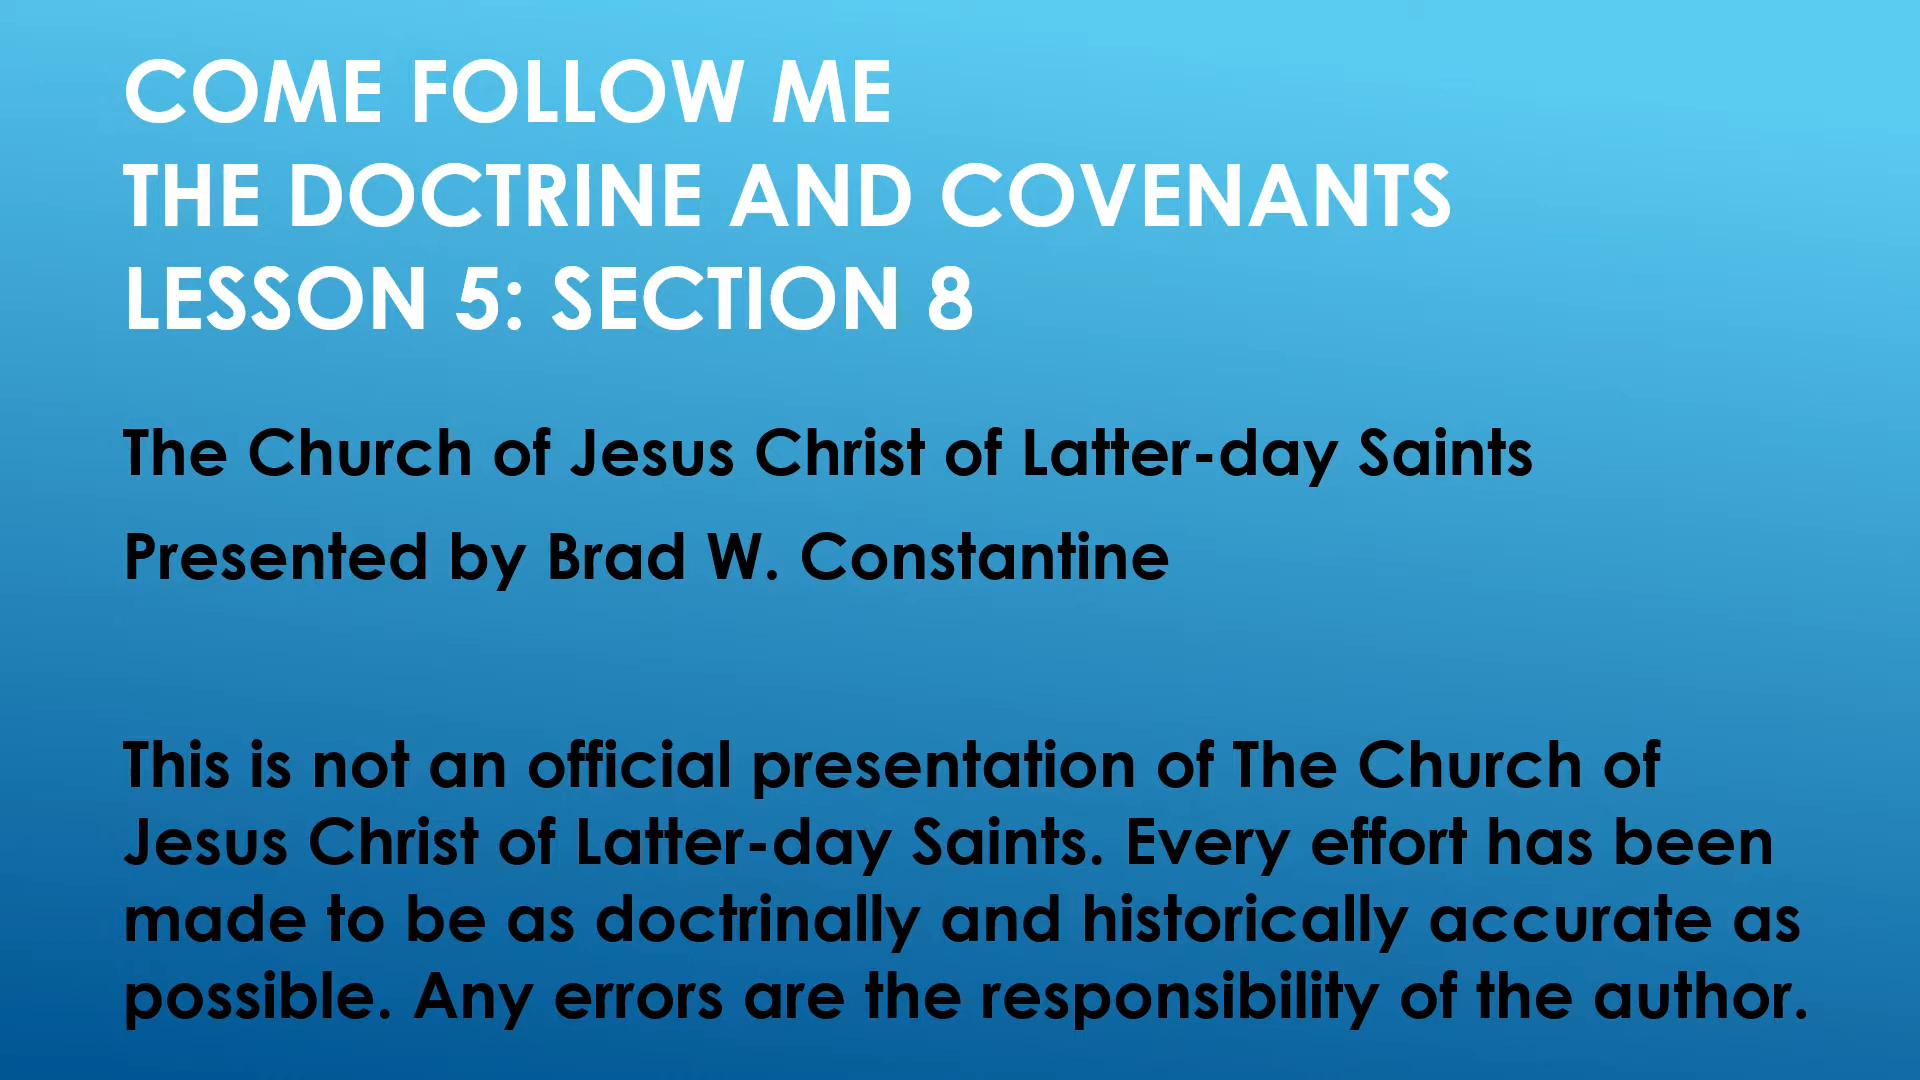 COME FOLLOW ME
THE DOCTRINE AND COVENANTS
LESSON 5: SECTION 8
The Church of Jesus Christ of Latter-day Saints
Presented by Brad W. Constantine
This is not an official presentation of The Church of
Jesus Christ of Latter-day Saints. Every effort has been
made to be as doctrinally and historically accurate as
possible. Any errors are the responsibility of the author.